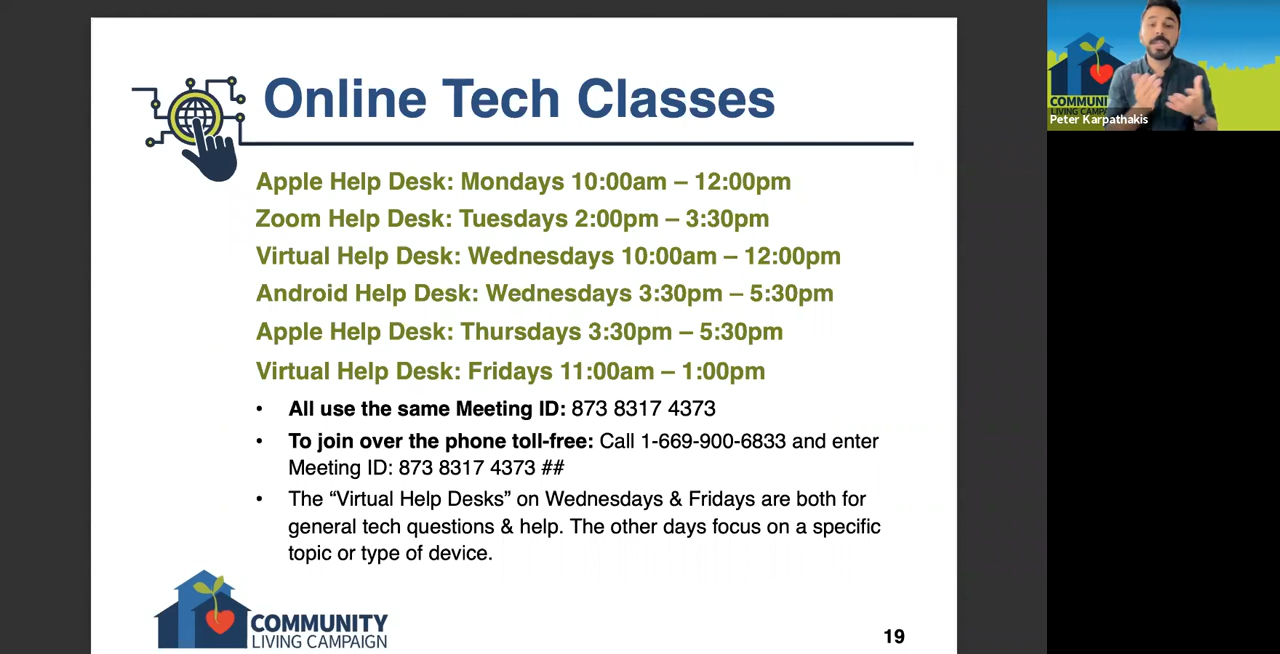 Online Tech Classes
Apple Help Desk: Mondays 10:00am – 12:00pm
Zoom Help Desk: Tuesdays 2:00pm – 3:30pm
Virtual Help Desk: Wednesdays 10:00am – 12:00pm
Android Help Desk: Wednesdays 3:30pm – 5:30pm
Apple Help Desk: Thursdays 3:30pm – 5:30pm
Virtual Help Desk: Fridays 11:00am – 1:00pm
• All use the same Meeting ID: 873 8317 4373
• To join over the phone toll-free: Call 1-669-900-6833 and enter
Meeting ID: 873 8317 4373 ##
• The “Virtual Help Desks” on Wednesdays & Fridays are both for
general tech questions & help. The other days focus on a specific
topic or type of device.
COMMUNITY
LIVING CAMPAIGN
19
COMMUNI
LIVING CAMP
Peter Karpathakis